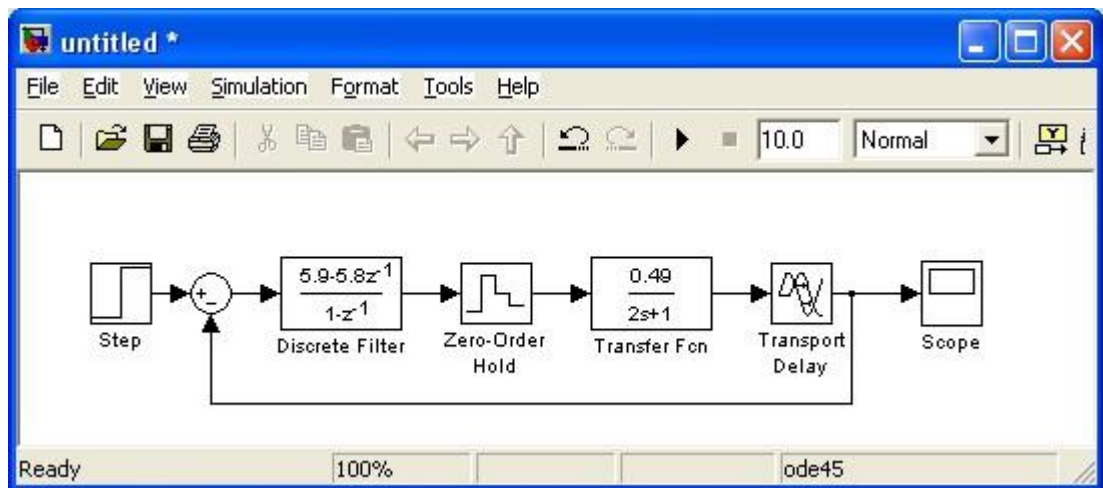 untitled *
File Edit View Simulation Format Tools Help
10.0 Normal
5.9-5.8z⁻¹
1-z⁻¹
0.49
2s+1
Step
Discrete Filter
Zero-Order
Hold
Transfer Fcn
Transport
Delay
Scope
Ready 100% ode45